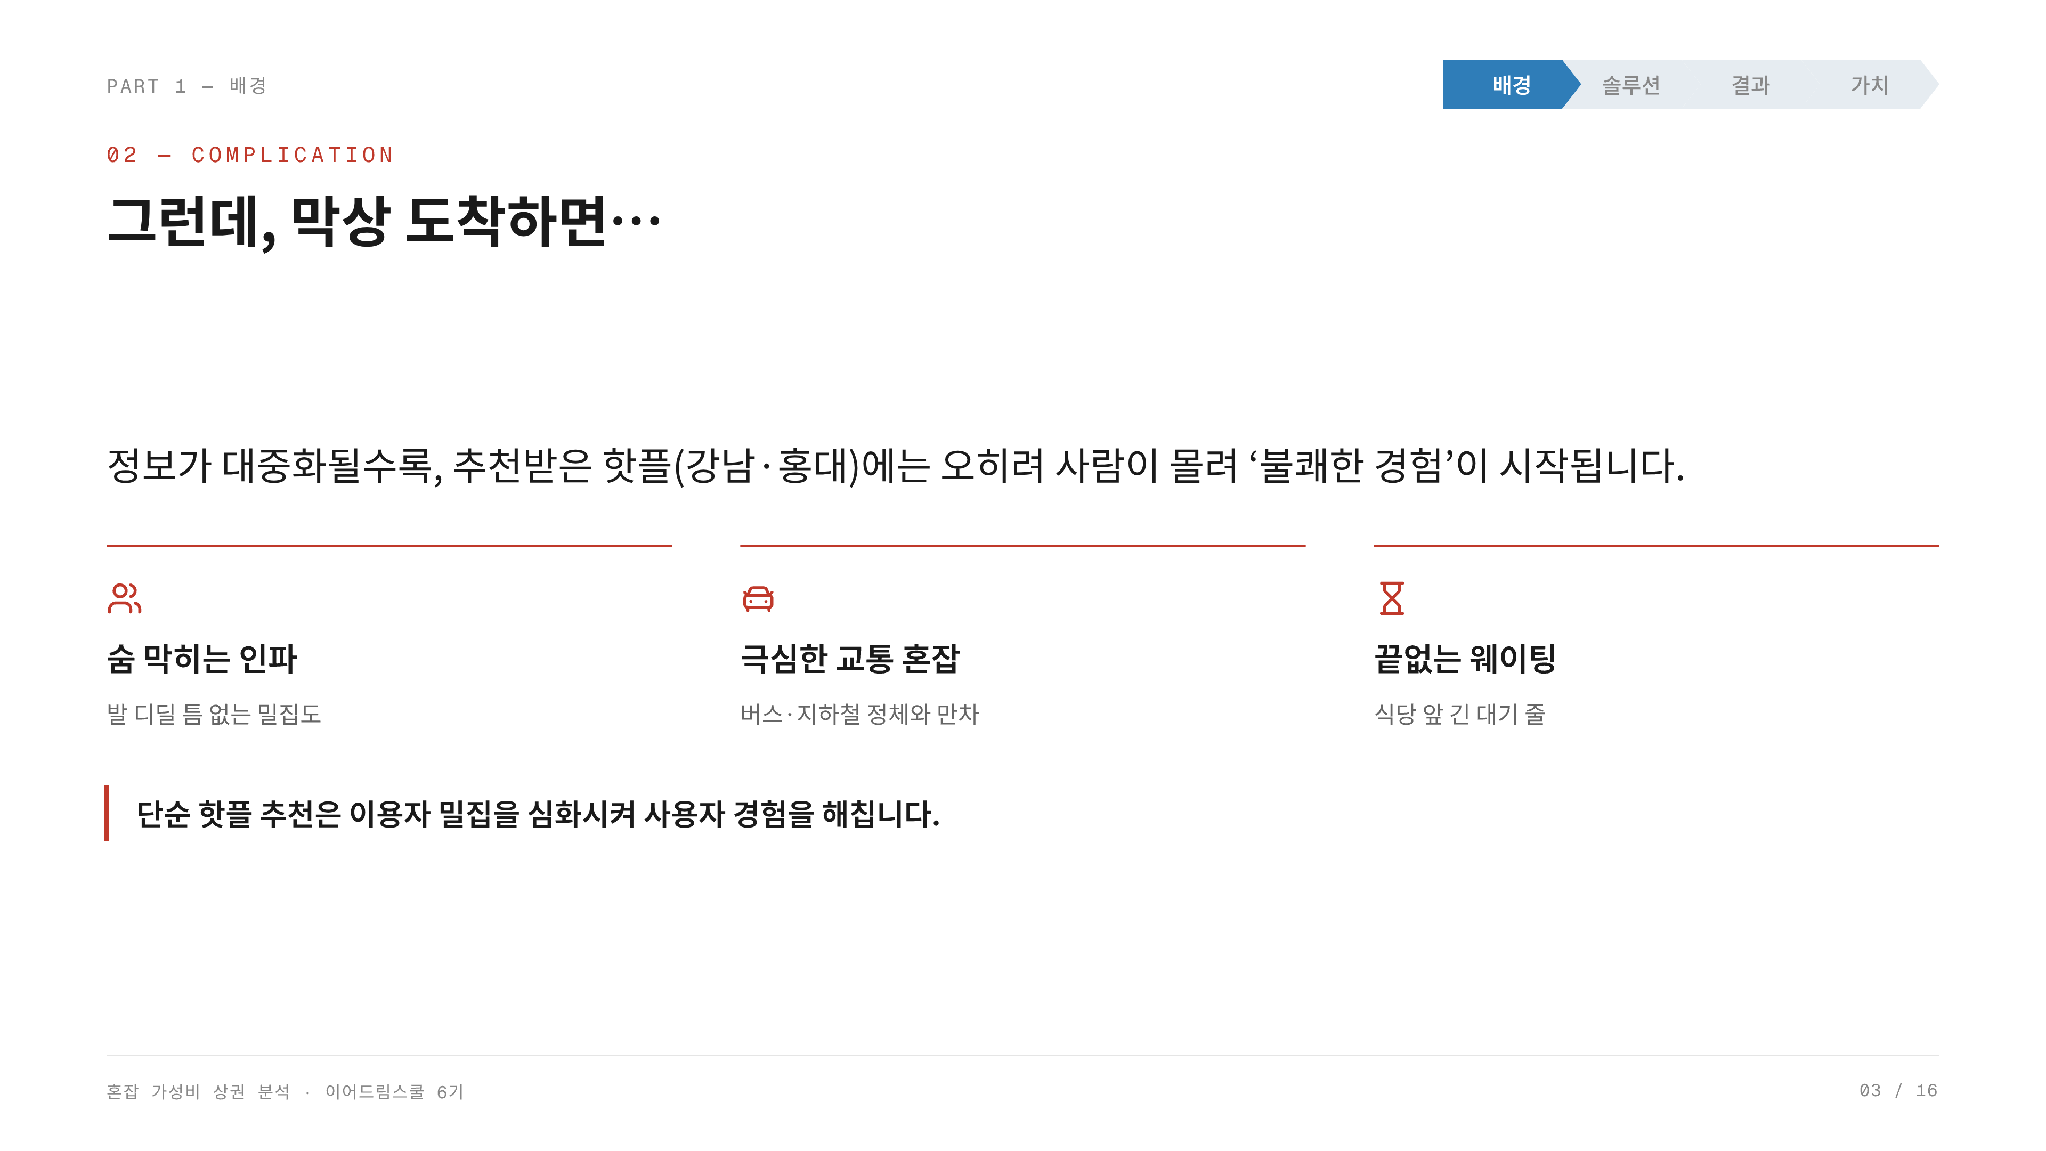 PART 1 – 배경
배경
솔루션
결과
가치
02 – COMPLICATION
그런데, 막상 도착하면…
정보가 대중화될수록, 추천받은 핫플(강남·홍대)에는 오히려 사람이 몰려 ‘불쾌한 경험’이 시작됩니다.
숨 막히는 인파
발 디딜 틈 없는 밀집도
극심한 교통 혼잡
버스·지하철 정체와 만차
끝없는 웨이팅
식당 앞 긴 대기 줄
단순 핫플 추천은 이용자 밀집을 심화시켜 사용자 경험을 해칩니다.
혼잡 가성비 상권 분석 · 이어드림스쿨 6기
03 / 16